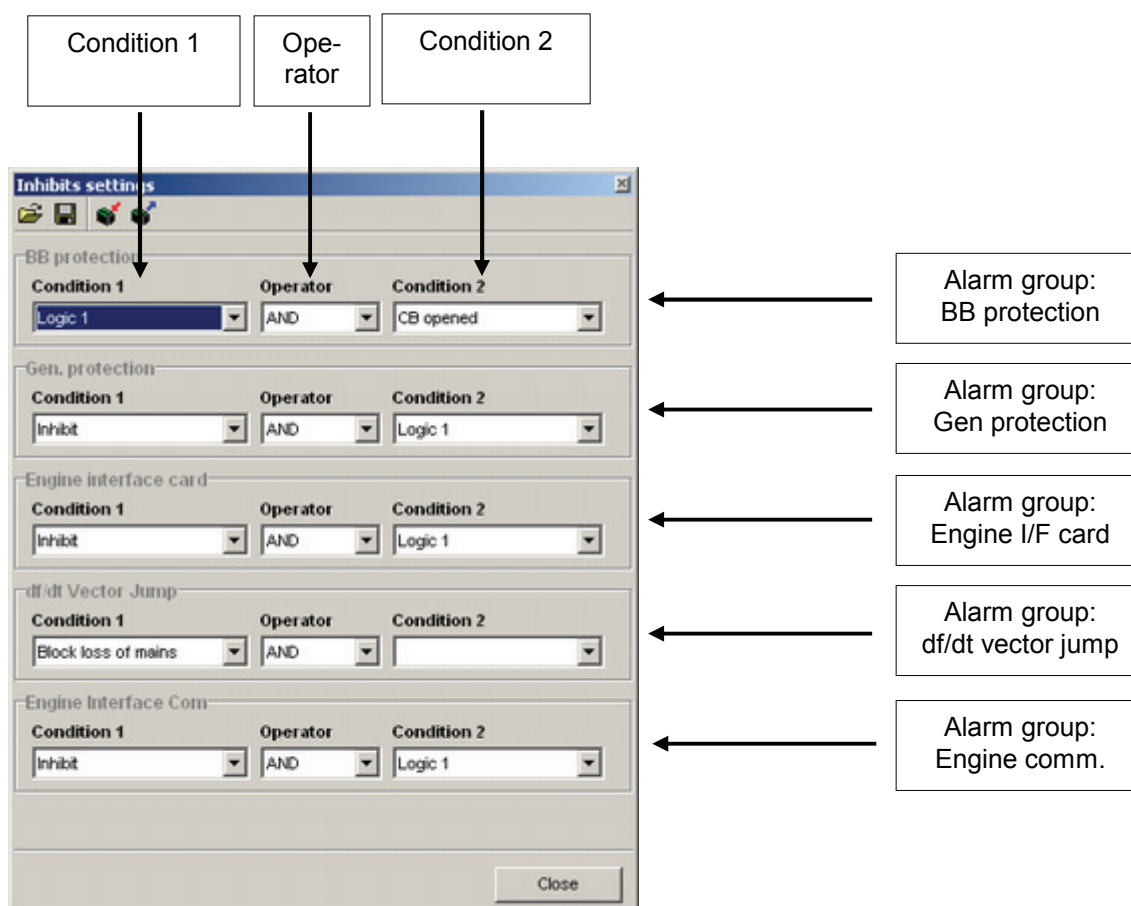 Condition 1
Ope-
rator
Condition 2
Inhibits settings
BB protection
Condition 1 Operator Condition 2
Logic 1 AND CB opened
Alarm group:
BB protection
Gen. protection
Condition 1 Operator Condition 2
Inhibit AND Logic 1
Alarm group:
Gen protection
Engine interface card
Condition 1 Operator Condition 2
Inhibit AND Logic 1
Alarm group:
Engine I/F card
df/dt Vector Jump
Condition 1 Operator Condition 2
Block loss of mains AND
Alarm group:
df/dt vector jump
Engine Interface Com
Condition 1 Operator Condition 2
Inhibit AND Logic 1
Alarm group:
Engine comm.
Close